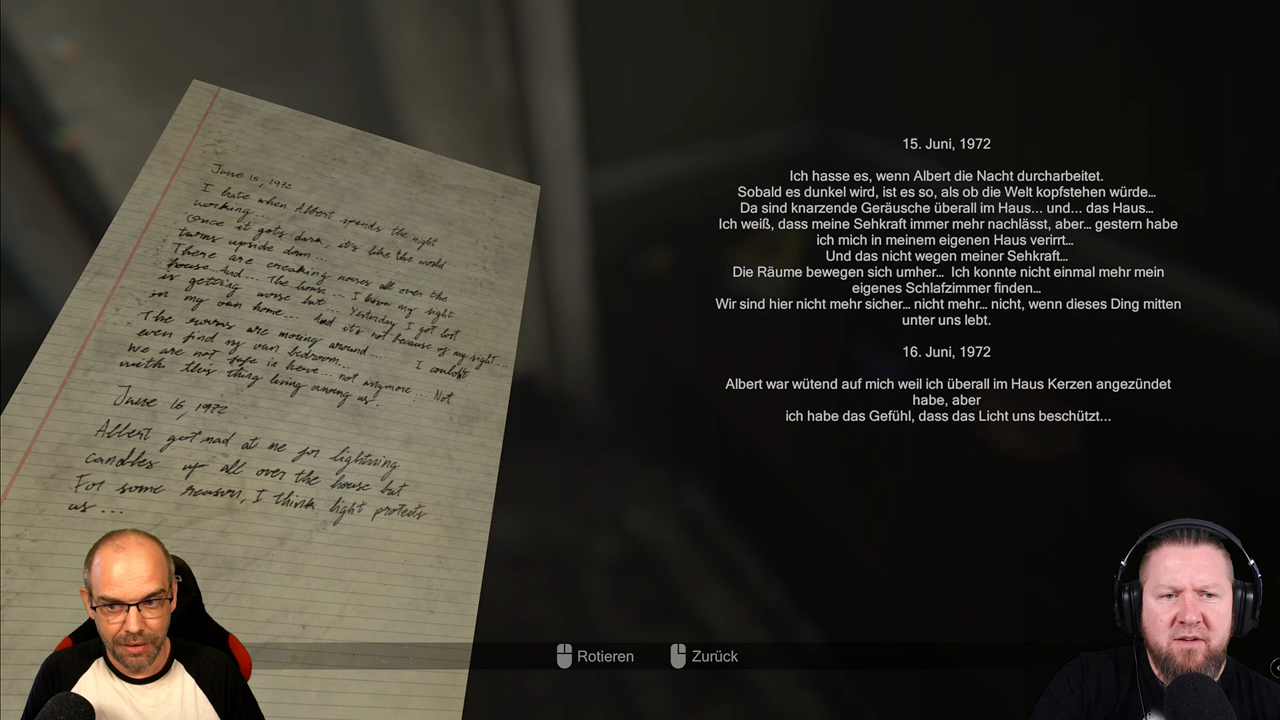 June 15, 1972
I hate when Albert spends the night
working...
Once it gets dark, it's like the world
turns upside down...
There are creaking noises all over the
house... and... The house... I know my sight
is getting worse but... Yesterday I got lost
in my own home... And it's not because of my sight...
The rooms are moving around... I couldn't
even find my own bedroom...
We are not safe in here... not anymore... Not
with this thing living among us.
June 16, 1972
Albert got mad at me for lightning
candles up all over the house but
For some reason, I think light protects
us...
15. Juni, 1972
Ich hasse es, wenn Albert die Nacht durcharbeitet.
Sobald es dunkel wird, ist es so, als ob die Welt kopfstehen würde...
Da sind knarzende Geräusche überall im Haus... und... das Haus...
Ich weiß, dass meine Sehkraft immer mehr nachlässt, aber... gestern habe
ich mich in meinem eigenen Haus verirrt...
Und das nicht wegen meiner Sehkraft...
Die Räume bewegen sich umher... Ich konnte nicht einmal mehr mein
eigenes Schlafzimmer finden...
Wir sind hier nicht mehr sicher... nicht mehr... nicht, wenn dieses Ding mitten
unter uns lebt.
16. Juni, 1972
Albert war wütend auf mich weil ich überall im Haus Kerzen angezündet
habe, aber
ich habe das Gefühl, dass das Licht uns beschützt...
Rotieren
Zurück